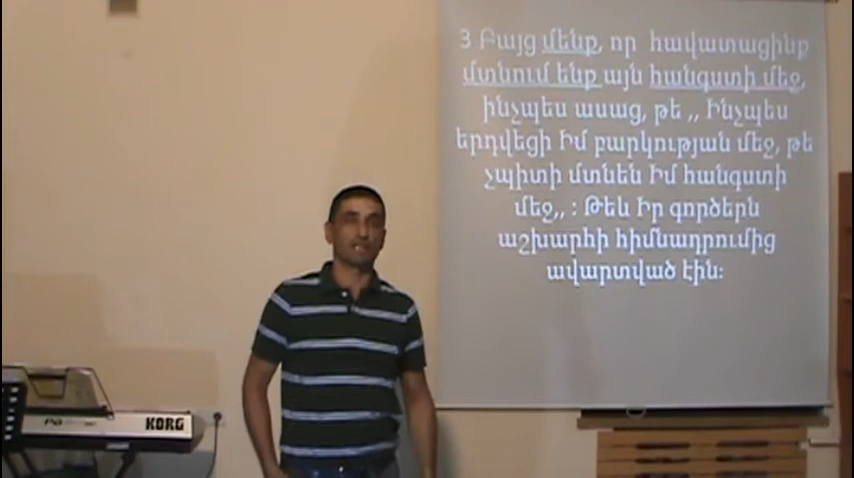 3 Բայց մենք, որ հավատացինք
մտնում ենք այն հանգստի մեջ,
ինչպես ասաց, թե ,, Ինչպես
երդվեցի Իմ բարկության մեջ, թե
չպիտի մտնեն Իմ հանգստի
մեջ,, : Թեև Իր գործերն
աշխարհի հիմնադրումից
ավարտված էին:
KORG